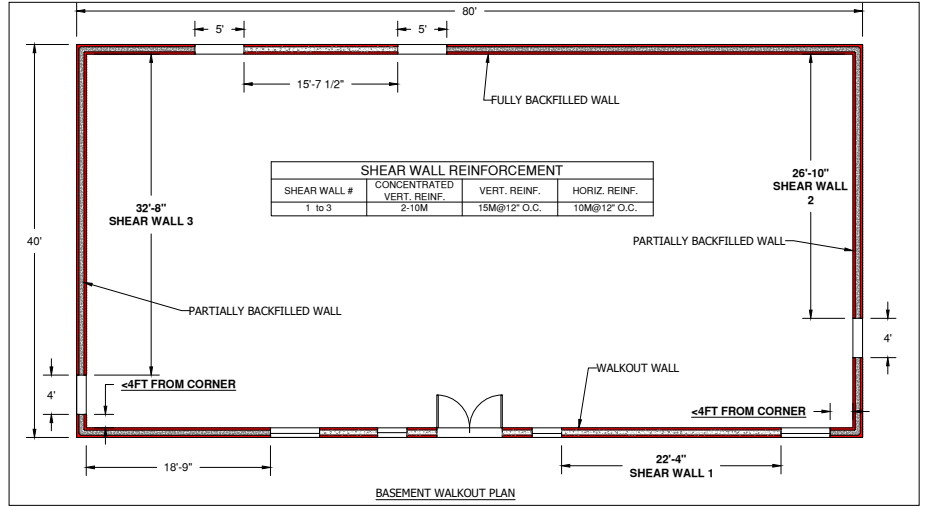 80'
5'
5'
15'-7 1/2"
FULLY BACKFILLED WALL
SHEAR WALL REINFORCEMENT
SHEAR WALL #
CONCENTRATED
VERT. REINF.
VERT. REINF.
HORIZ. REINF.
1 to 3
2-10M
15M@12" O.C.
10M@12" O.C.
26'-10"
SHEAR WALL
2
32'-8"
SHEAR WALL 3
40'
PARTIALLY BACKFILLED WALL
PARTIALLY BACKFILLED WALL
4'
WALKOUT WALL
4'
<4FT FROM CORNER
<4FT FROM CORNER
18'-9"
22'-4"
SHEAR WALL 1
BASEMENT WALKOUT PLAN